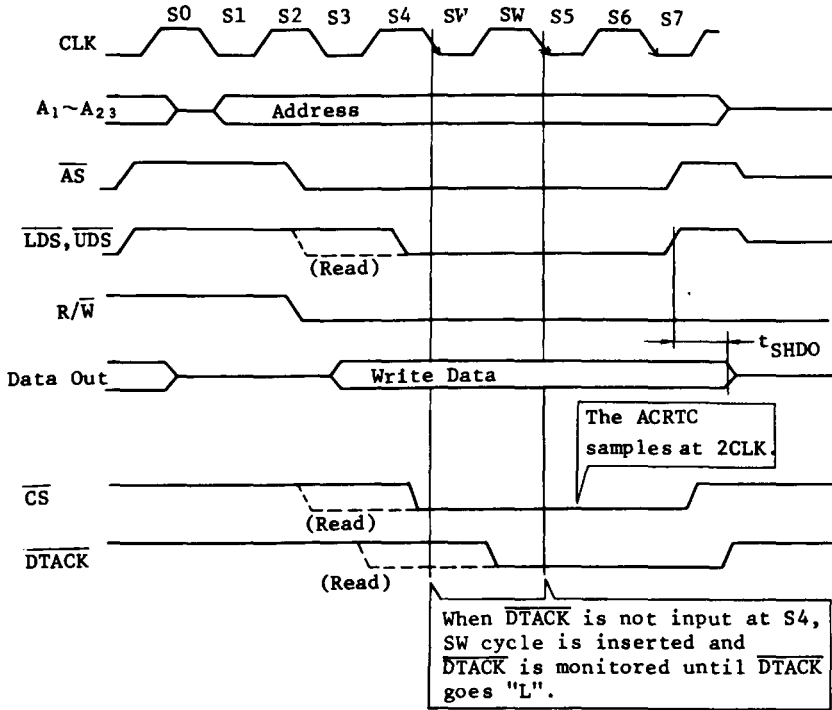 S0 S1 S2 S3 S4 SW SW S5 S6 S7
CLK
A1~A23 Address
AS
LDS,UDS
(Read)
R/W
tSHDO
Data Out Write Data
The ACRTC
samples at 2CLK.
CS
(Read)
DTACK
(Read)
When DTACK is not input at S4,
SW cycle is inserted and
DTACK is monitored until DTACK
goes "L".